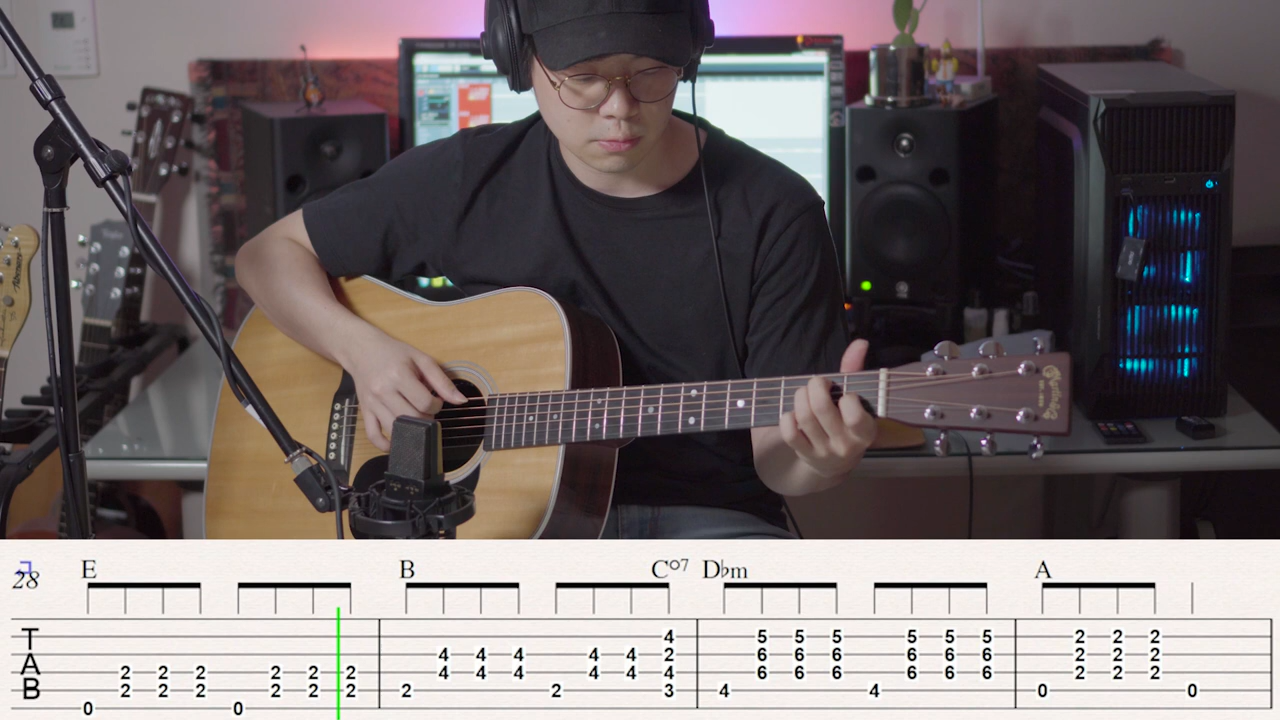 28 E B C°7 D♭m A
T 4 5 5 5 5 5 5 2 2 2
A 4 4 4 4 4 2 6 6 6 6 6 6 2 2 2
2 2 2 2 2 2 4 4 4 4 4 4 6 6 6 6 6 6 2 2 2
B 2 2 2 2 2 2 2 2 3 4 4 0 0
0 0